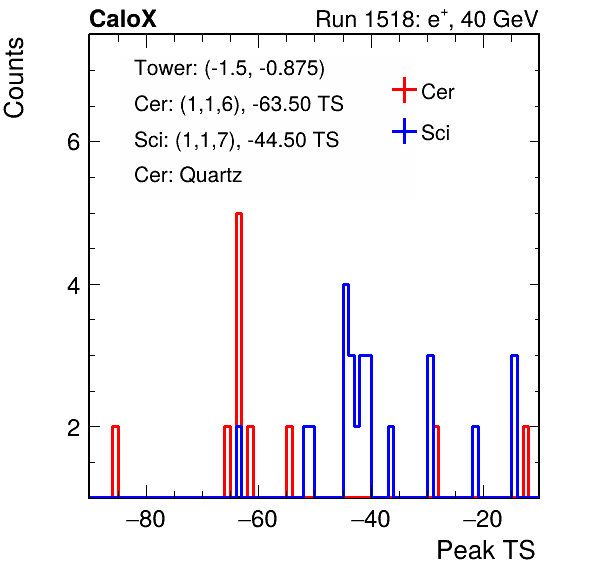 CaloX Run 1518: e⁺, 40 GeV
Counts
Tower: (-1.5, -0.875)
Cer: (1,1,6), -63.50 TS
Sci: (1,1,7), -44.50 TS
Cer: Quartz
Cer
Sci
6
4
2
−80 −60 −40 −20
Peak TS